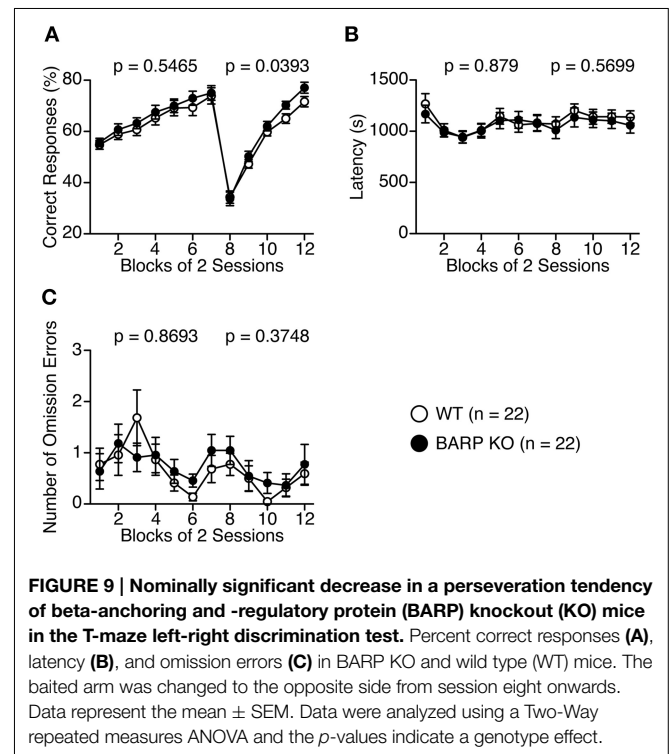 A
p = 0.5465 p = 0.0393
Correct Responses (%)
80
60
40
20
2 4 6 8 10 12
Blocks of 2 Sessions
B
p = 0.879 p = 0.5699
Latency (s)
1500
1000
500
0
2 4 6 8 10 12
Blocks of 2 Sessions
C
p = 0.8693 p = 0.3748
Number of Omission Errors
3
2
1
0
2 4 6 8 10 12
Blocks of 2 Sessions
WT (n = 22)
BARP KO (n = 22)
FIGURE 9 | Nominally significant decrease in a perseveration tendency
of beta-anchoring and -regulatory protein (BARP) knockout (KO) mice
in the T-maze left-right discrimination test. Percent correct responses (A),
latency (B), and omission errors (C) in BARP KO and wild type (WT) mice. The
baited arm was changed to the opposite side from session eight onwards.
Data represent the mean ± SEM. Data were analyzed using a Two-Way
repeated measures ANOVA and the p-values indicate a genotype effect.